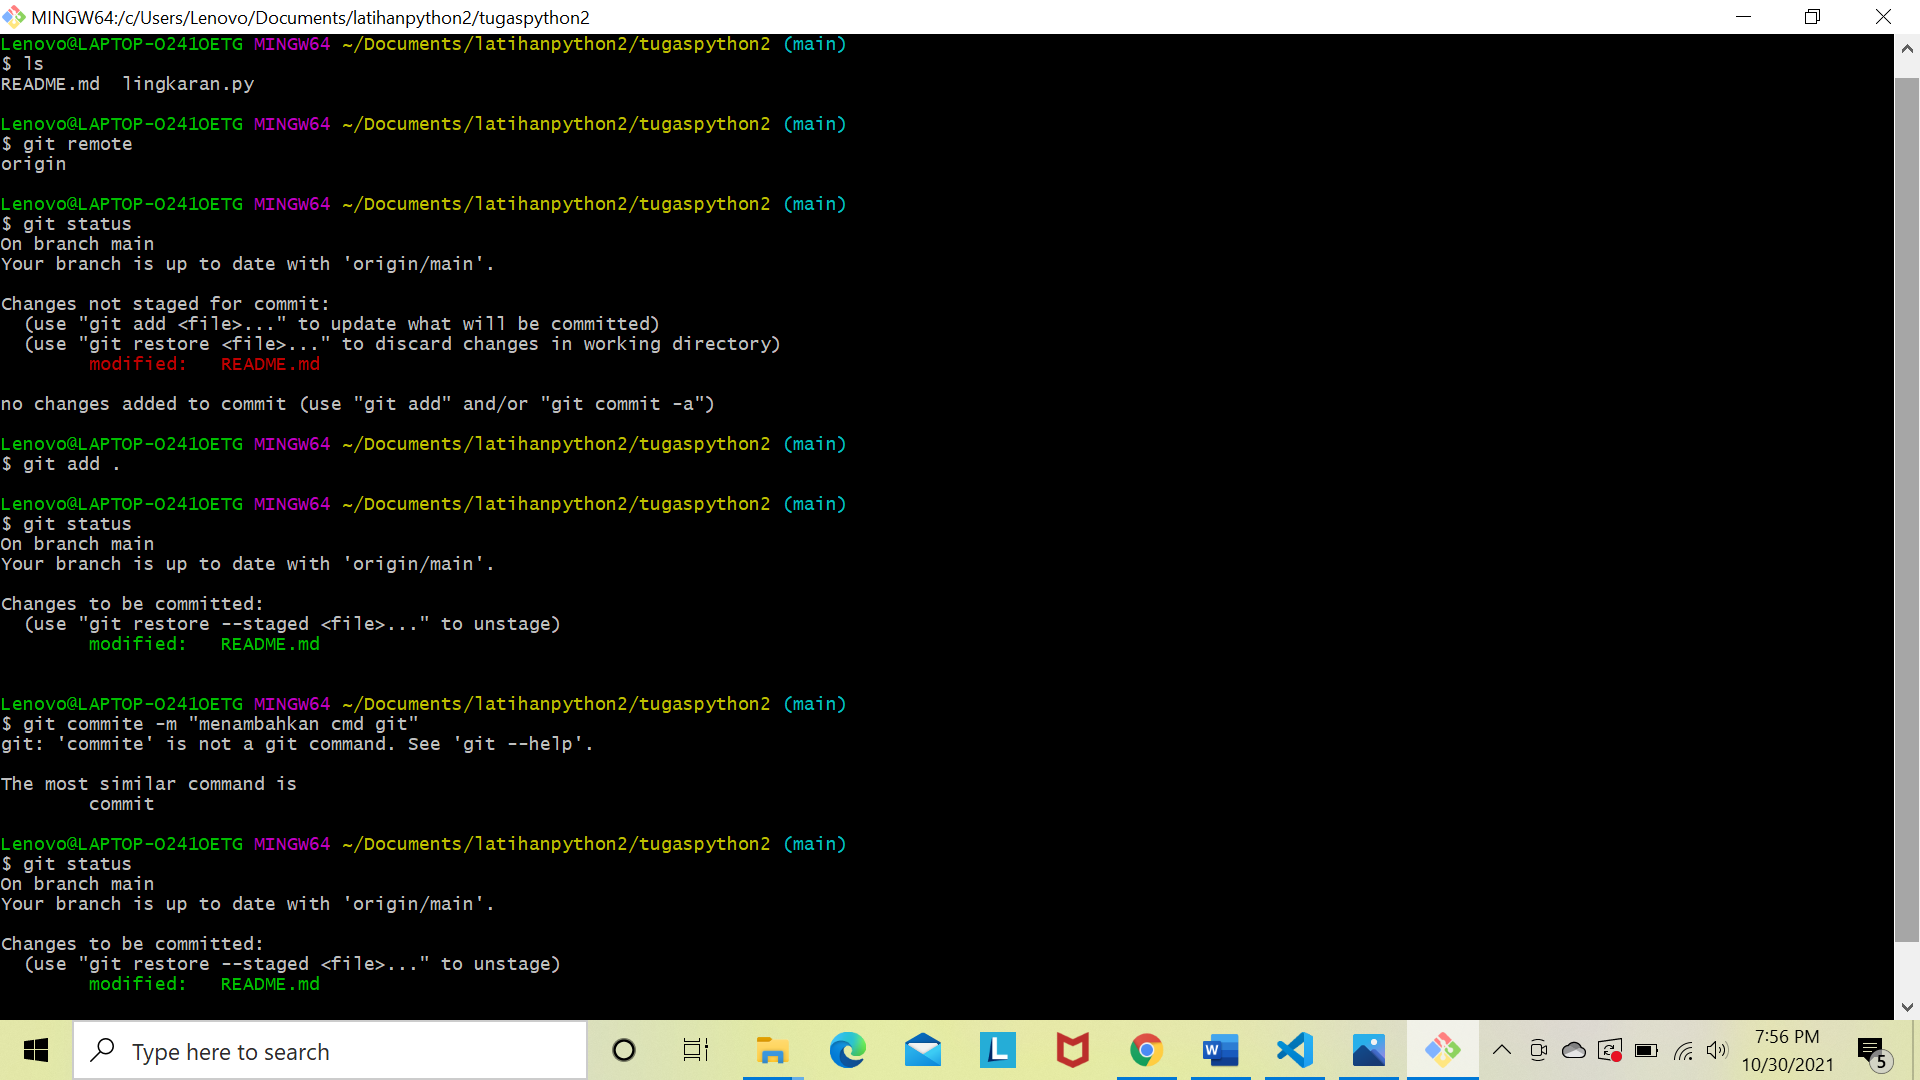 MINGW64:/c/Users/Lenovo/Documents/latihanpython2/tugaspython2
Lenovo@LAPTOP-O241OETG MINGW64 ~/Documents/latihanpython2/tugaspython2 (main)
$ ls
README.md  lingkaran.py
Lenovo@LAPTOP-O241OETG MINGW64 ~/Documents/latihanpython2/tugaspython2 (main)
$ git remote
origin
Lenovo@LAPTOP-O241OETG MINGW64 ~/Documents/latihanpython2/tugaspython2 (main)
$ git status
On branch main
Your branch is up to date with 'origin/main'.
Changes not staged for commit:
  (use "git add <file>..." to update what will be committed)
  (use "git restore <file>..." to discard changes in working directory)
        modified:   README.md
no changes added to commit (use "git add" and/or "git commit -a")
Lenovo@LAPTOP-O241OETG MINGW64 ~/Documents/latihanpython2/tugaspython2 (main)
$ git add .
Lenovo@LAPTOP-O241OETG MINGW64 ~/Documents/latihanpython2/tugaspython2 (main)
$ git status
On branch main
Your branch is up to date with 'origin/main'.
Changes to be committed:
  (use "git restore --staged <file>..." to unstage)
        modified:   README.md
Lenovo@LAPTOP-O241OETG MINGW64 ~/Documents/latihanpython2/tugaspython2 (main)
$ git commite -m "menambahkan cmd git"
git: 'commite' is not a git command. See 'git --help'.
The most similar command is
        commit
Lenovo@LAPTOP-O241OETG MINGW64 ~/Documents/latihanpython2/tugaspython2 (main)
$ git status
On branch main
Your branch is up to date with 'origin/main'.
Changes to be committed:
  (use "git restore --staged <file>..." to unstage)
        modified:   README.md
Type here to search
L
W
7:56 PM
10/30/2021
5